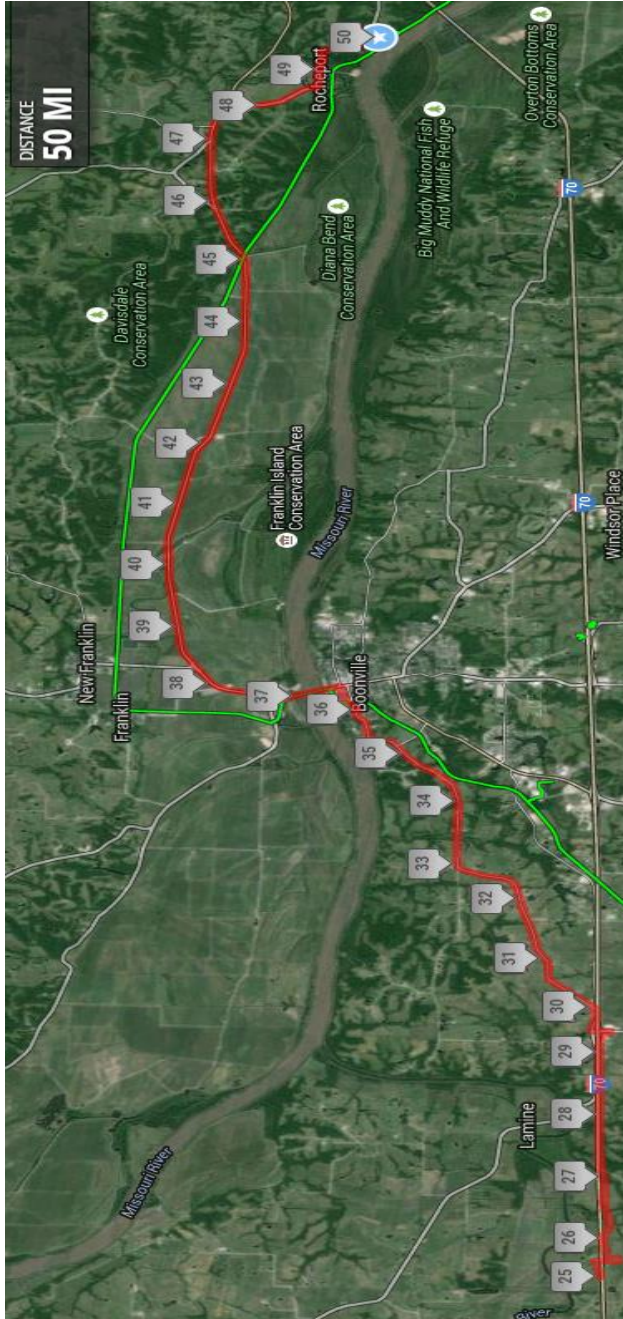 DISTANCE
50 MI
25
26
27
28
29
30
31
32
33
34
35
36
37
38
39
40
41
42
43
44
45
46
47
48
49
50
70
70
70
Missouri River
Missouri River
River
Lamine
Boonville
Franklin
New Franklin
Franklin Island
Conservation Area
Davisdale
Conservation Area
Diana Bend
Conservation Area
Rocheport
Big Muddy National Fish
And Wildlife Refuge
Overton Bottoms
Conservation Area
Windsor Place